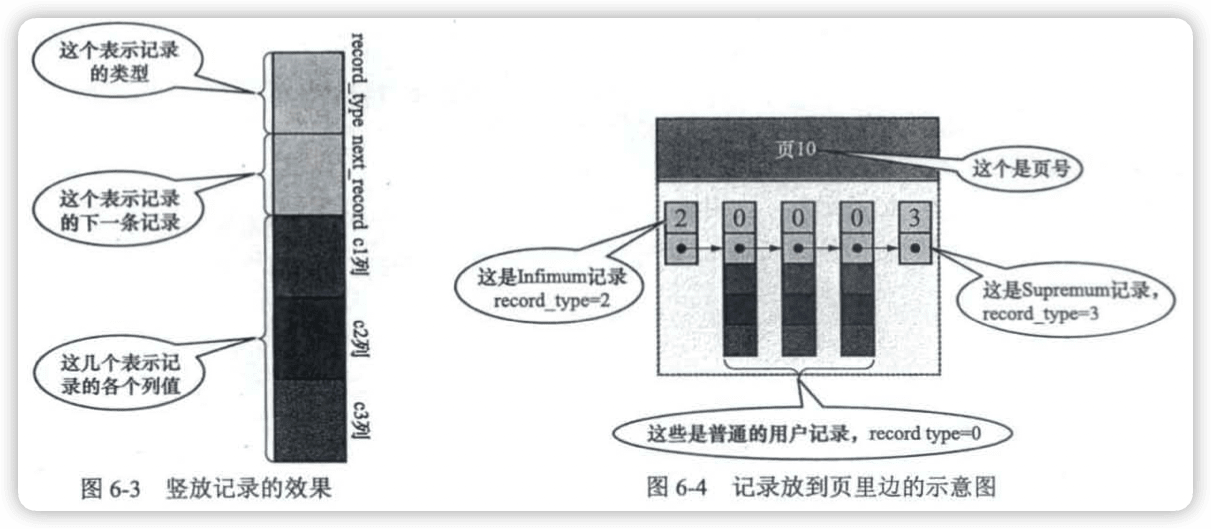 这个表示记录
的类型
这个表示记录
的下一条记录
这几个表示记
录的各个列值
record_type
next_record
c1列
c2列
c3列
图 6-3 竖放记录的效果
页10
这个是页号
2
0
0
0
3
这是Infimum记录
record_type=2
这是Supremum记录，
record_type=3
这些是普通的用户记录，record type=0
图 6-4 记录放到页里边的示意图